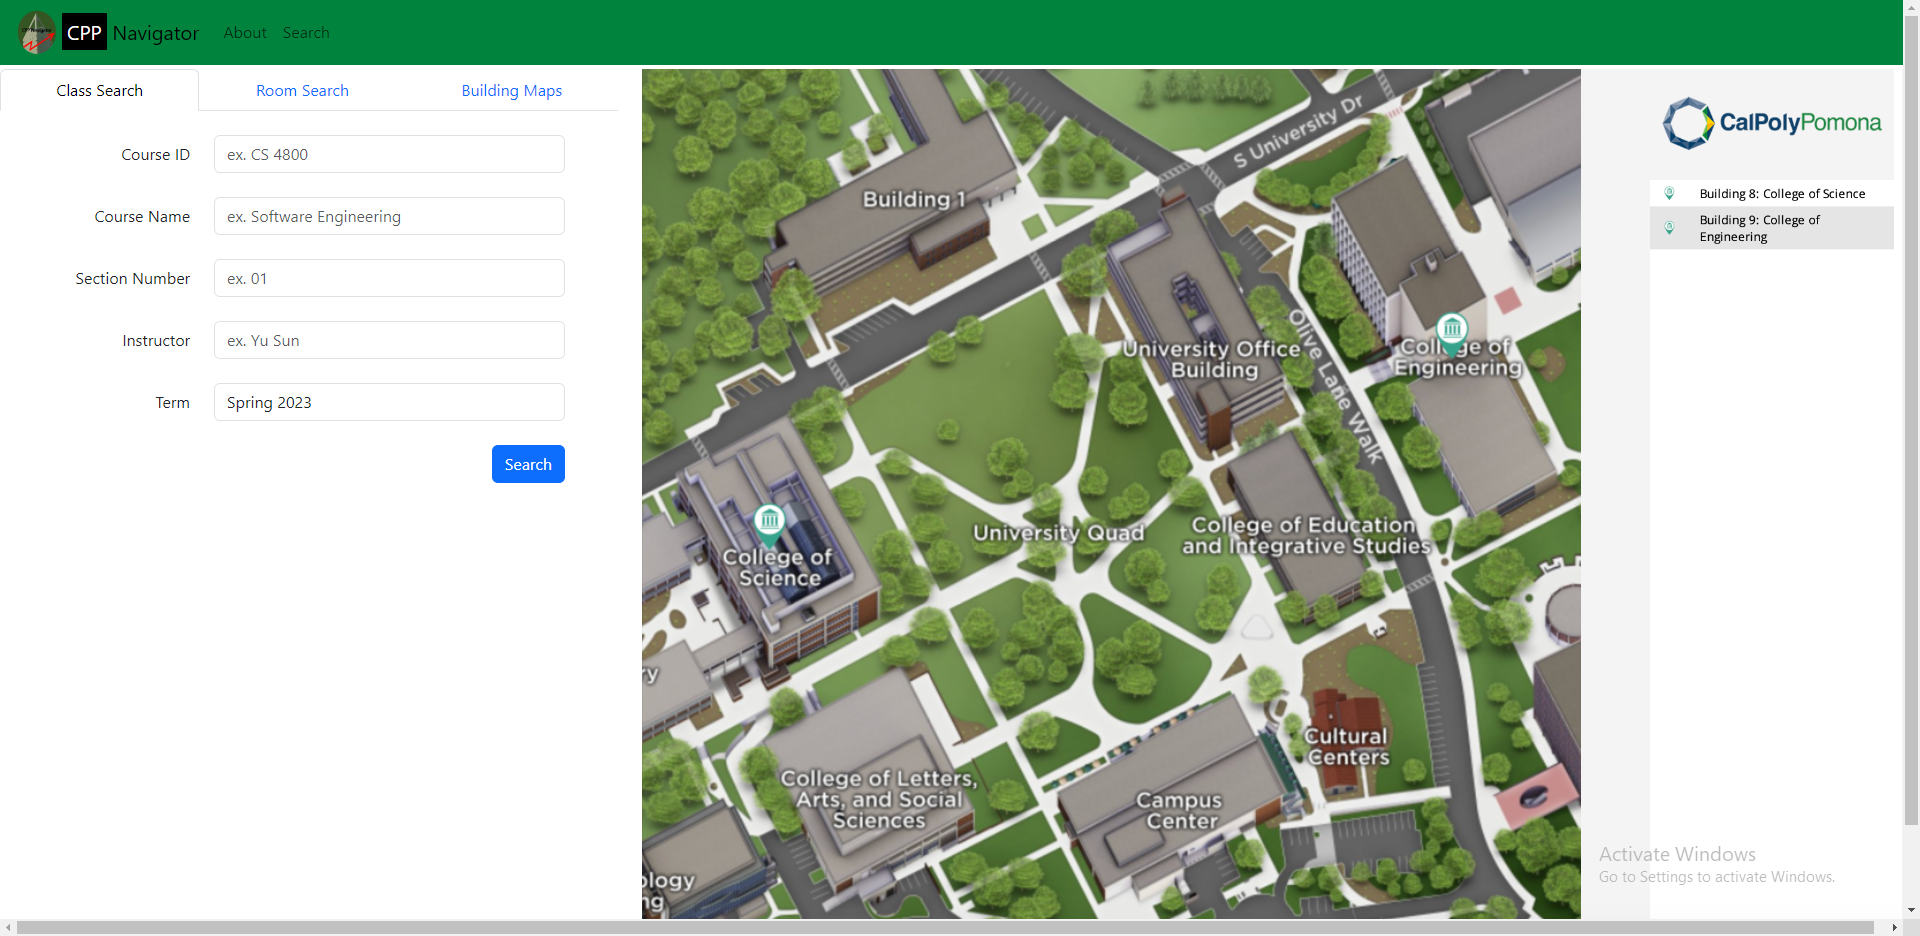 CPP Navigator
About
Search
Class Search
Room Search
Building Maps
Course ID
ex. CS 4800
Course Name
ex. Software Engineering
Section Number
ex. 01
Instructor
ex. Yu Sun
Term
Spring 2023
Search
S University Dr
Building 1
University Office
Building
Olive Lane Walk
College of
Engineering
College of
Science
University Quad
College of Education
and Integrative Studies
ry
Cultural
Centers
College of Letters,
Arts, and Social
Sciences
Campus
Center
ology
ng
CalPolyPomona
Building 8: College of Science
Building 9: College of
Engineering
Activate Windows
Go to Settings to activate Windows.